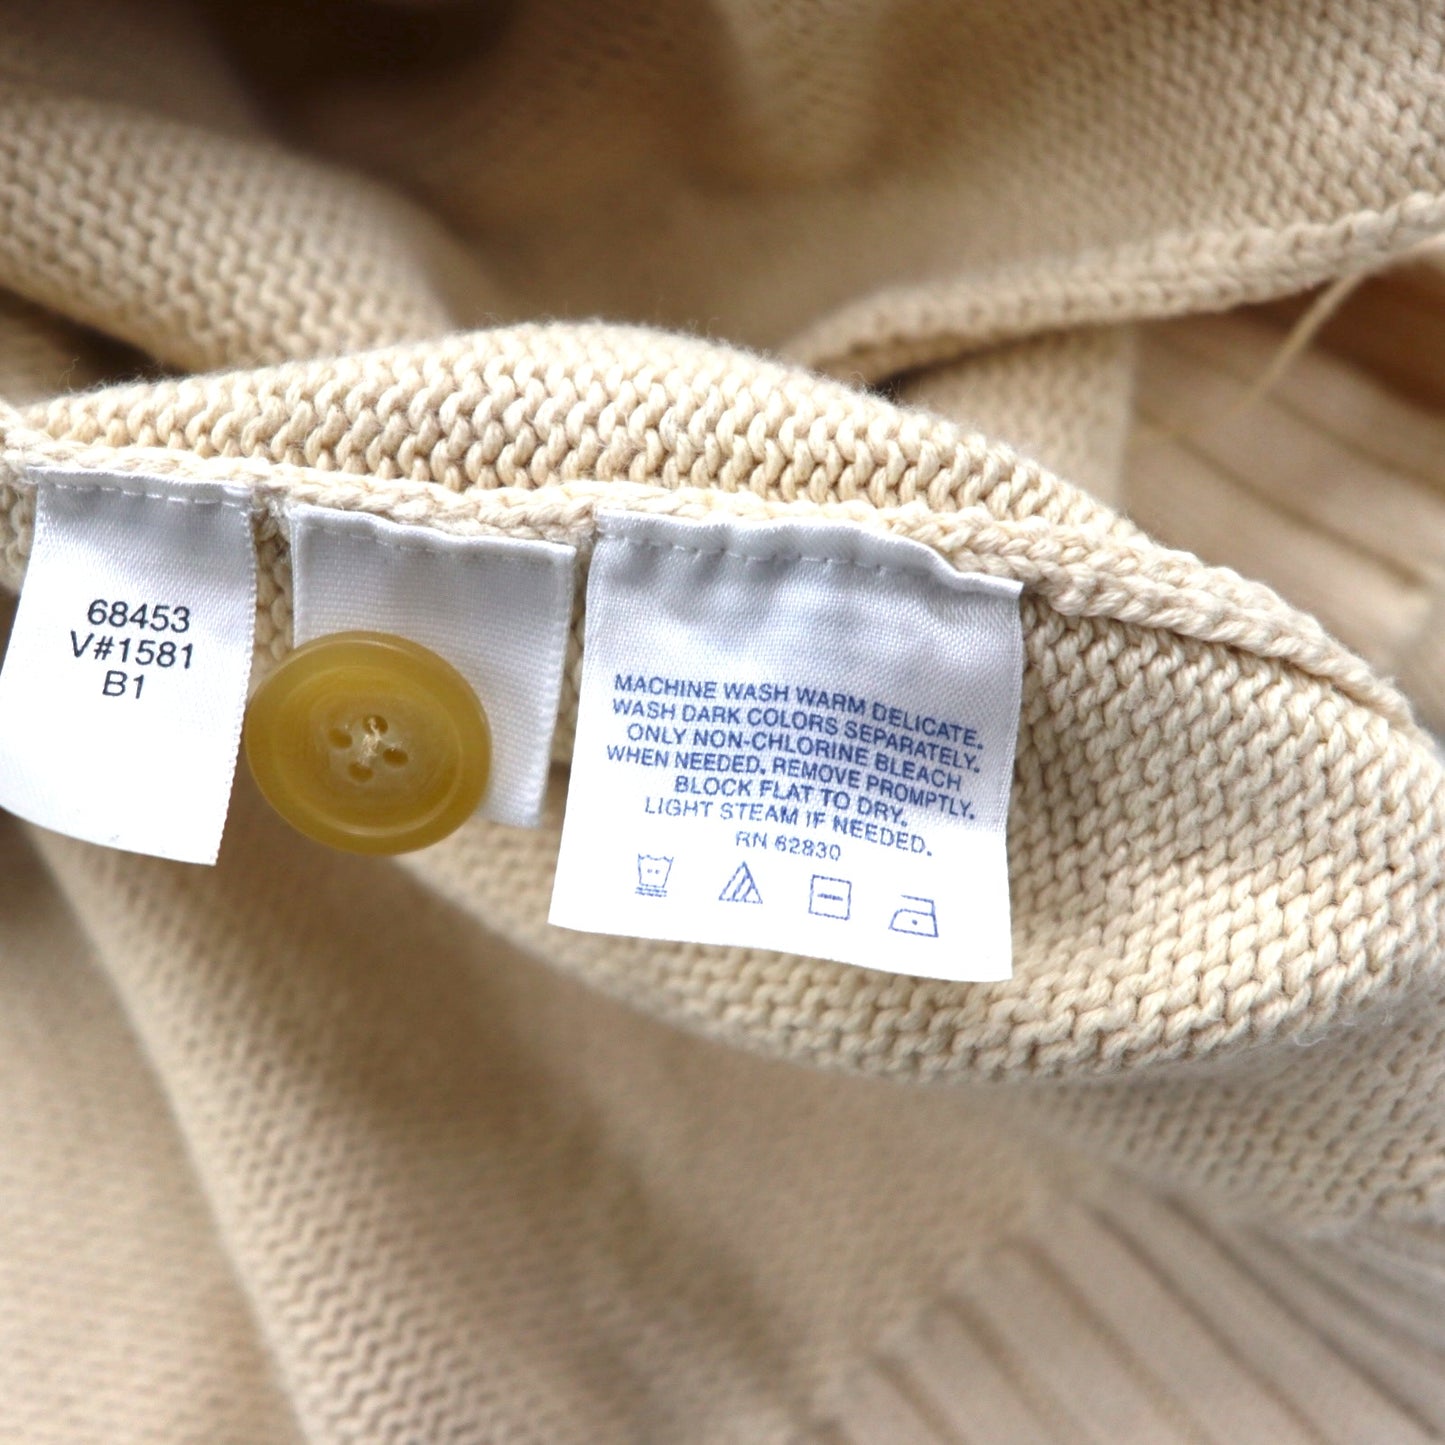 68453
V#1581
B1
MACHINE WASH WARM DELICATE.
WASH DARK COLORS SEPARATELY.
ONLY NON-CHLORINE BLEACH
WHEN NEEDED. REMOVE PROMPTLY.
BLOCK FLAT TO DRY.
LIGHT STEAM IF NEEDED.
RN 62830